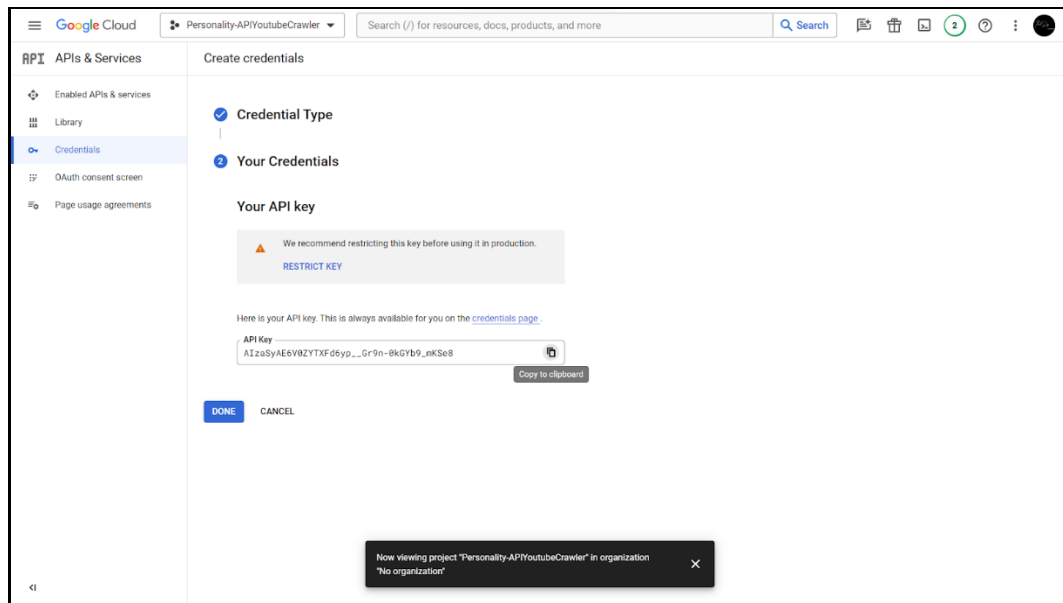 Google Cloud
Personality-APIYoutubeCrawler
Search (/) for resources, docs, products, and more
Search
2
API APIs & Services
Create credentials
Enabled APIs & services
Library
Credentials
OAuth consent screen
Page usage agreements
Credential Type
2 Your Credentials
Your API key
We recommend restricting this key before using it in production.
RESTRICT KEY
Here is your API key. This is always available for you on the credentials page .
API Key
AIzaSyAE6V0ZYTXFd6yp__Gr9n-0kGYb9_mKSe8
Copy to clipboard
DONE
CANCEL
Now viewing project "Personality-APIYoutubeCrawler" in organization
"No organization"